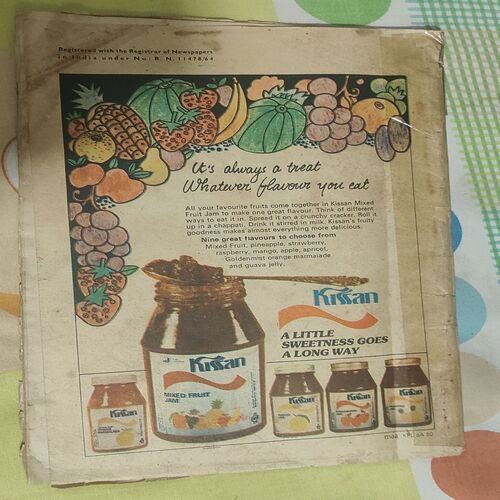 Registered with the Registrar of Newspapers
in India under No: R. N. 11478/64
It's always a treat
Whatever flavour you eat
All your favourite fruits come together in Kissan Mixed
Fruit Jam to make one great flavour. Think of different
ways to eat it in. Spread it on a crunchy cracker. Roll it
up in a chappati. Drink it stirred in milk. Kissan's fruity
goodness makes almost everything more delicious.
Nine great flavours to choose from
Mixed Fruit, pineapple, strawberry,
raspberry, mango, apple, apricot,
Goldenmist orange marmalade
and guava jelly.
Kissan
A LITTLE
SWEETNESS GOES
A LONG WAY
Kissan
MIXED FRUIT
JAM
Kissan
Kissan
Kissan
Kissan
maa KPL 6A 80